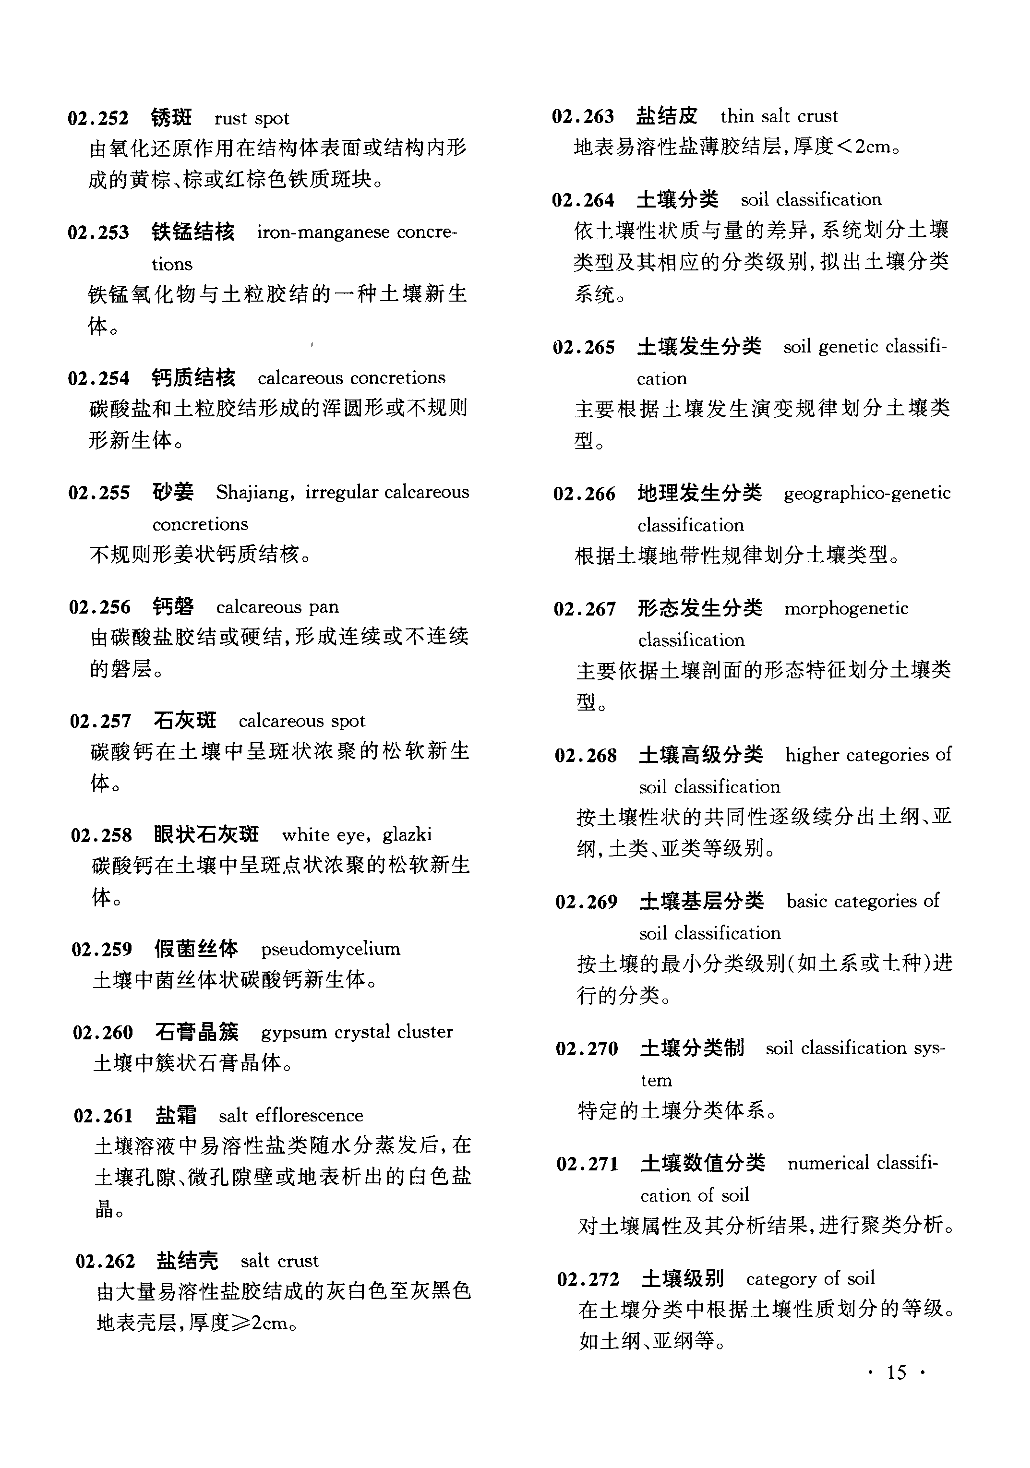 02.252 锈斑 rust spot
由氧化还原作用在结构体表面或结构内形
成的黄棕、棕或红棕色铁质斑块。
02.253 铁锰结核 iron-manganese concre-
tions
铁锰氧化物与土粒胶结的一种土壤新生
体。
02.254 钙质结核 calcareous concretions
碳酸盐和土粒胶结形成的浑圆形或不规则
形新生体。
02.255 砂姜 Shajiang, irregular calcareous
concretions
不规则形姜状钙质结核。
02.256 钙磐 calcareous pan
由碳酸盐胶结或硬结,形成连续或不连续
的磐层。
02.257 石灰斑 calcareous spot
碳酸钙在土壤中呈斑状浓聚的松软新生
体。
02.258 眼状石灰斑 white eye, glazki
碳酸钙在土壤中呈斑点状浓聚的松软新生
体。
02.259 假菌丝体 pseudomycelium
土壤中菌丝体状碳酸钙新生体。
02.260 石膏晶簇 gypsum crystal cluster
土壤中簇状石膏晶体。
02.261 盐霜 salt efflorescence
土壤溶液中易溶性盐类随水分蒸发后,在
土壤孔隙、微孔隙壁或地表析出的白色盐
晶。
02.262 盐结壳 salt crust
由大量易溶性盐胶结成的灰白色至灰黑色
地表壳层,厚度⩾2cm。
02.263 盐结皮 thin salt crust
地表易溶性盐薄胶结层,厚度<2cm。
02.264 土壤分类 soil classification
依土壤性状质与量的差异,系统划分土壤
类型及其相应的分类级别,拟出土壤分类
系统。
02.265 土壤发生分类 soil genetic classifi-
cation
主要根据土壤发生演变规律划分土壤类
型。
02.266 地理发生分类 geographico-genetic
classification
根据土壤地带性规律划分土壤类型。
02.267 形态发生分类 morphogenetic
classification
主要依据土壤剖面的形态特征划分土壤类
型。
02.268 土壤高级分类 higher categories of
soil classification
按土壤性状的共同性逐级续分出土纲、亚
纲,土类、亚类等级别。
02.269 土壤基层分类 basic categories of
soil classification
按土壤的最小分类级别(如土系或土种)进
行的分类。
02.270 土壤分类制 soil classification sys-
tem
特定的土壤分类体系。
02.271 土壤数值分类 numerical classifi-
cation of soil
对土壤属性及其分析结果,进行聚类分析。
02.272 土壤级别 category of soil
在土壤分类中根据土壤性质划分的等级。
如土纲、亚纲等。
· 15 ·